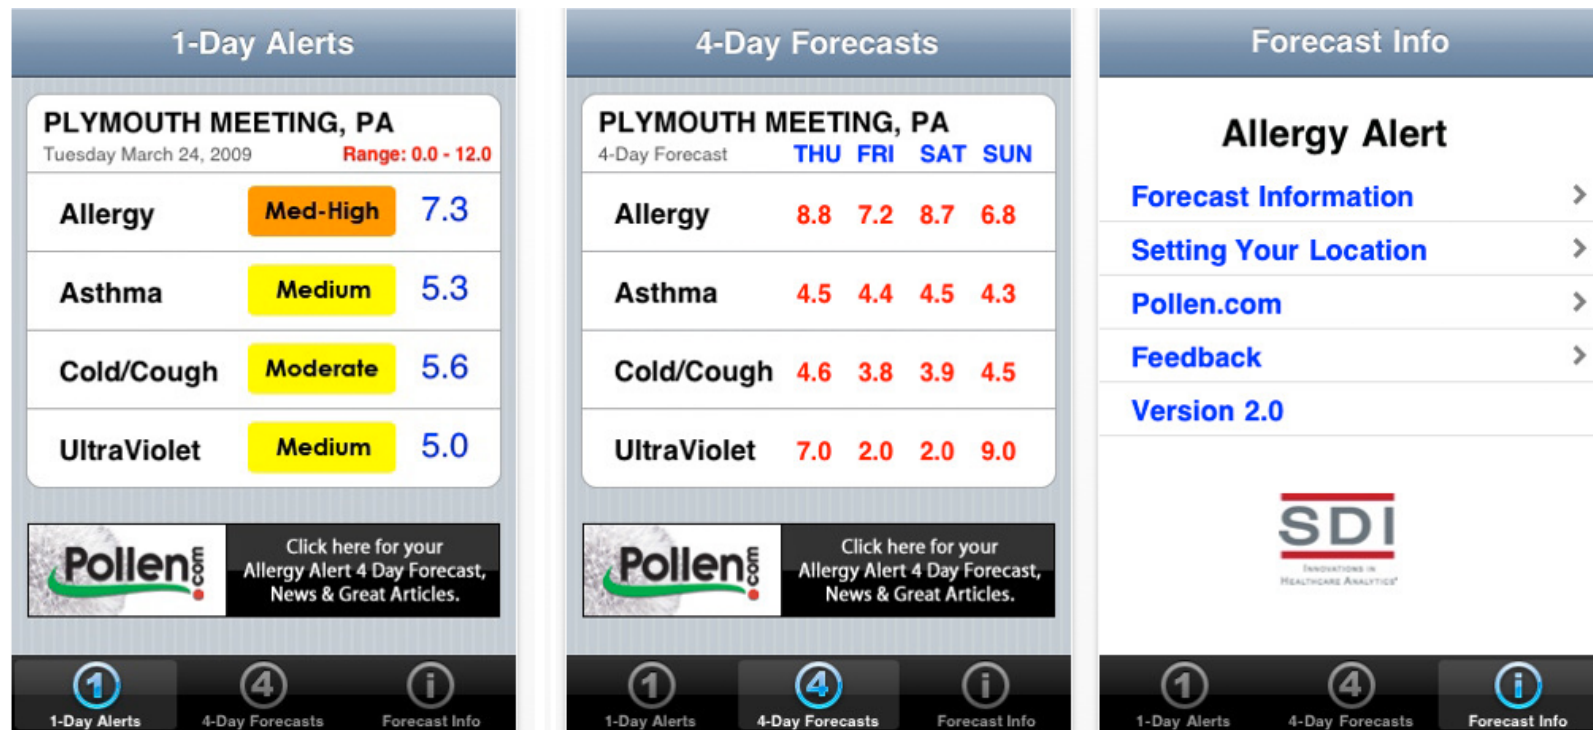 1-Day Alerts
PLYMOUTH MEETING, PA
Tuesday March 24, 2009 Range: 0.0 - 12.0
Allergy Med-High 7.3
Asthma Medium 5.3
Cold/Cough Moderate 5.6
UltraViolet Medium 5.0
Pollen.com
Click here for your
Allergy Alert 4 Day Forecast,
News & Great Articles.
1 4 i
1-Day Alerts 4-Day Forecasts Forecast Info
4-Day Forecasts
PLYMOUTH MEETING, PA
4-Day Forecast THU FRI SAT SUN
Allergy 8.8 7.2 8.7 6.8
Asthma 4.5 4.4 4.5 4.3
Cold/Cough 4.6 3.8 3.9 4.5
UltraViolet 7.0 2.0 2.0 9.0
Pollen.com
Click here for your
Allergy Alert 4 Day Forecast,
News & Great Articles.
1 4 i
1-Day Alerts 4-Day Forecasts Forecast Info
Forecast Info
Allergy Alert
Forecast Information
Setting Your Location
Pollen.com
Feedback
Version 2.0
SDI
INNOVATIONS IN
HEALTHCARE ANALYTICS
1 4 i
1-Day Alerts 4-Day Forecasts Forecast Info